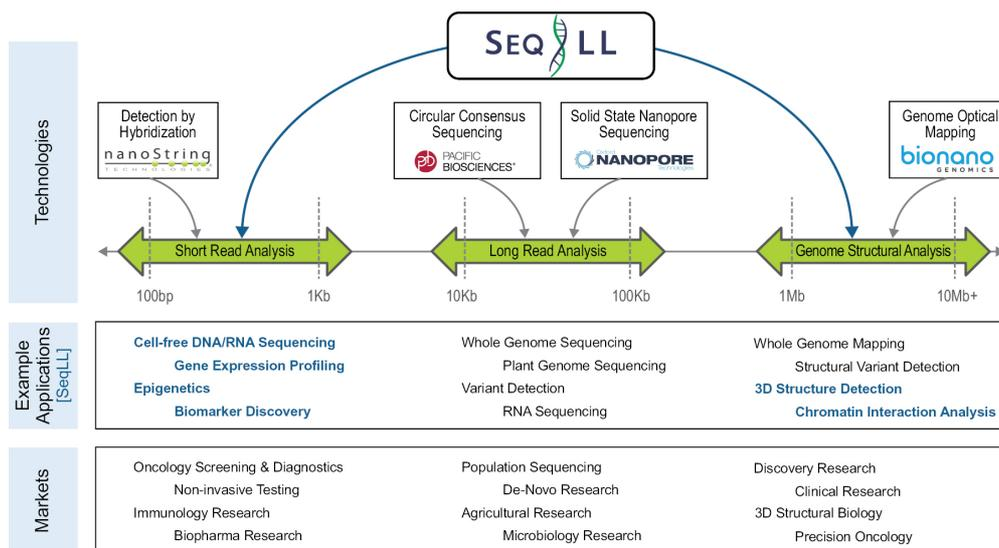 SEQ LL
Technologies
Detection by
Hybridization
nanoString
TECHNOLOGIES
Circular Consensus
Sequencing
PACIFIC
BIOSCIENCES®
Solid State Nanopore
Sequencing
Oxford
NANOPORE
Technologies
Genome Optical
Mapping
bionano
GENOMICS
Short Read Analysis
Long Read Analysis
Genome Structural Analysis
100bp
1Kb
10Kb
100Kb
1Mb
10Mb+
Example
Applications
[SeqLL]
Cell-free DNA/RNA Sequencing
Gene Expression Profiling
Epigenetics
Biomarker Discovery
Whole Genome Sequencing
Plant Genome Sequencing
Variant Detection
RNA Sequencing
Whole Genome Mapping
Structural Variant Detection
3D Structure Detection
Chromatin Interaction Analysis
Markets
Oncology Screening & Diagnostics
Non-invasive Testing
Immunology Research
Biopharma Research
Population Sequencing
De-Novo Research
Agricultural Research
Microbiology Research
Discovery Research
Clinical Research
3D Structural Biology
Precision Oncology